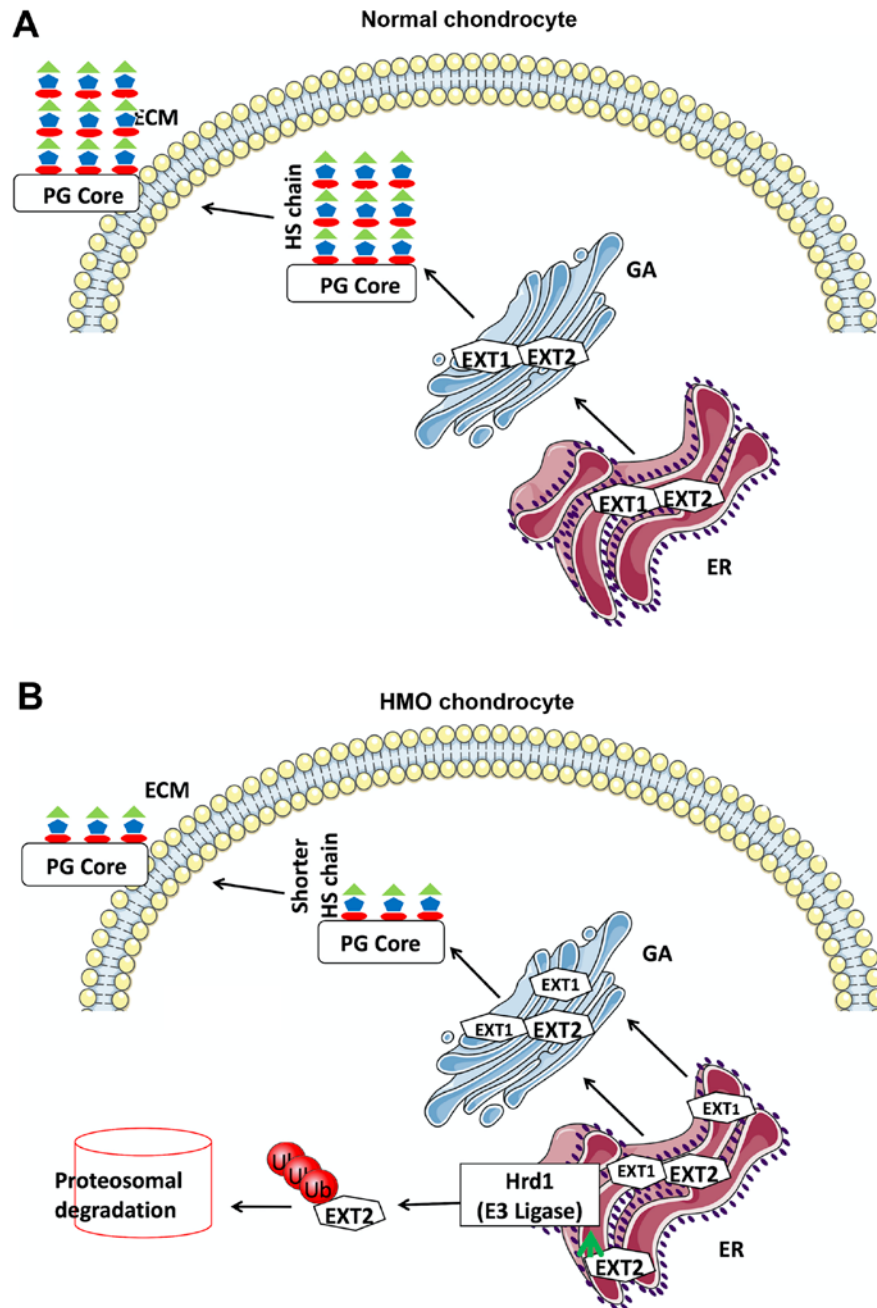 A
Normal chondrocyte
ECM
PG Core
HS chain
PG Core
GA
EXT1
EXT2
EXT1
EXT2
ER
B
HMO chondrocyte
ECM
PG Core
Shorter
HS chain
PG Core
GA
EXT1
EXT1
EXT2
EXT1
Proteosomal
degradation
Ub
EXT2
Hrd1
(E3 Ligase)
EXT1
EXT2
ER
EXT2